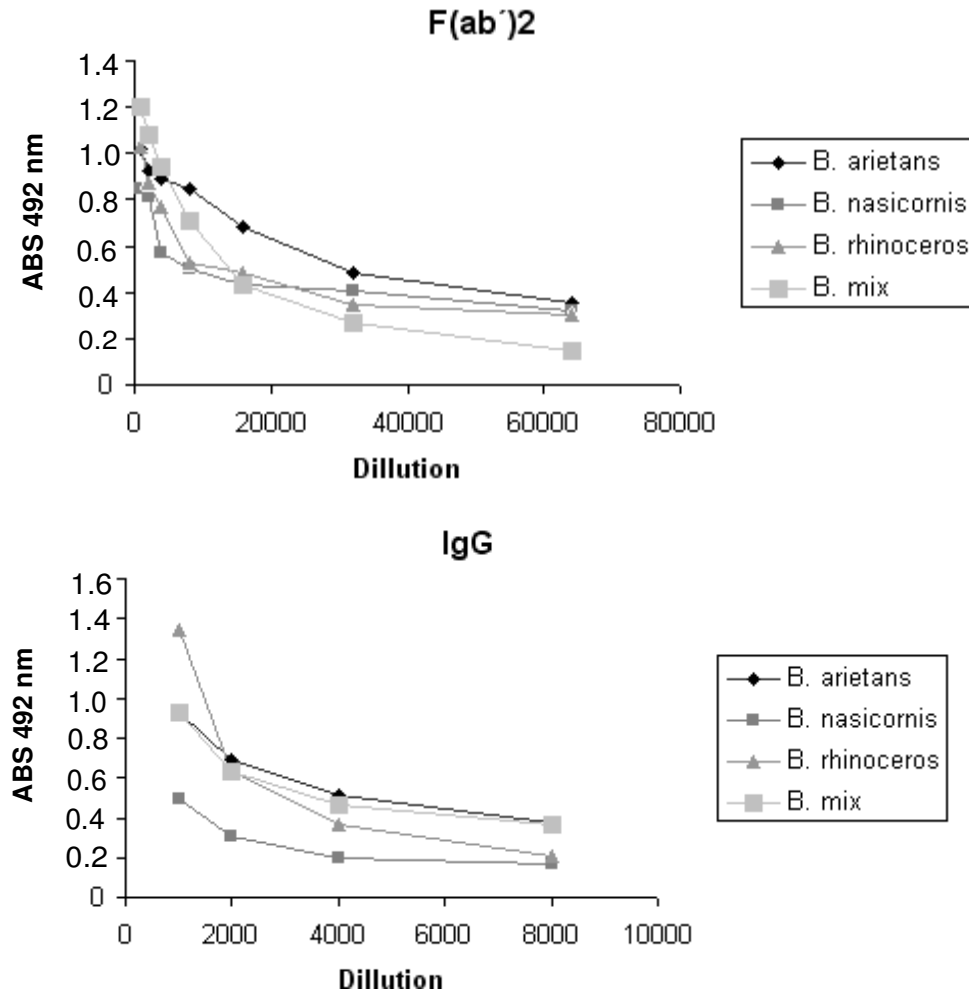 F(ab´)2
1.4
1.2
1.0
0.8
0.6
0.4
0.2
0
ABS 492 nm
0 20000 40000 60000 80000
Dillution
B. arietans
B. nasicornis
B. rhinoceros
B. mix
IgG
1.6
1.4
1.2
1.0
0.8
0.6
0.4
0.2
0
ABS 492 nm
0 2000 4000 6000 8000 10000
Dillution
B. arietans
B. nasicornis
B. rhinoceros
B. mix